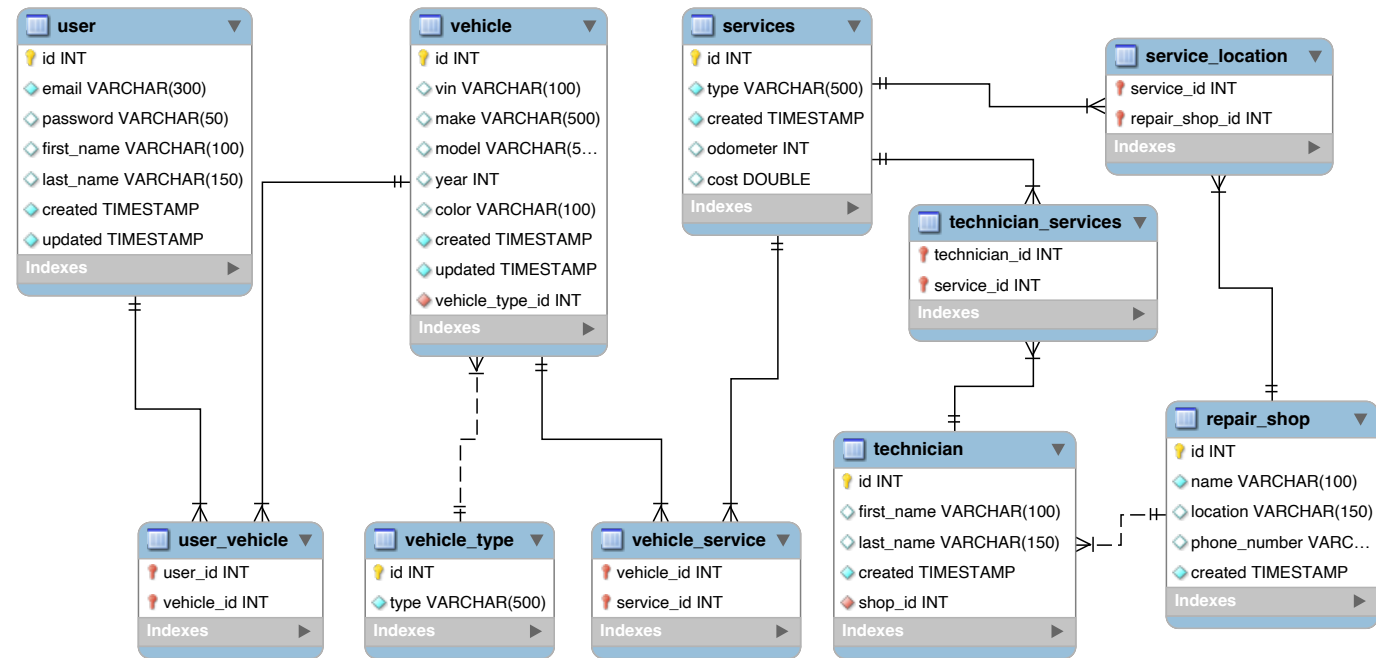 user
id INT
email VARCHAR(300)
password VARCHAR(50)
first_name VARCHAR(100)
last_name VARCHAR(150)
created TIMESTAMP
updated TIMESTAMP
Indexes
vehicle
id INT
vin VARCHAR(100)
make VARCHAR(500)
model VARCHAR(5...
year INT
color VARCHAR(100)
created TIMESTAMP
updated TIMESTAMP
vehicle_type_id INT
Indexes
services
id INT
type VARCHAR(500)
created TIMESTAMP
odometer INT
cost DOUBLE
Indexes
service_location
service_id INT
repair_shop_id INT
Indexes
technician_services
technician_id INT
service_id INT
Indexes
user_vehicle
user_id INT
vehicle_id INT
Indexes
vehicle_type
id INT
type VARCHAR(500)
Indexes
vehicle_service
vehicle_id INT
service_id INT
Indexes
technician
id INT
first_name VARCHAR(100)
last_name VARCHAR(150)
created TIMESTAMP
shop_id INT
Indexes
repair_shop
id INT
name VARCHAR(100)
location VARCHAR(150)
phone_number VARC...
created TIMESTAMP
Indexes